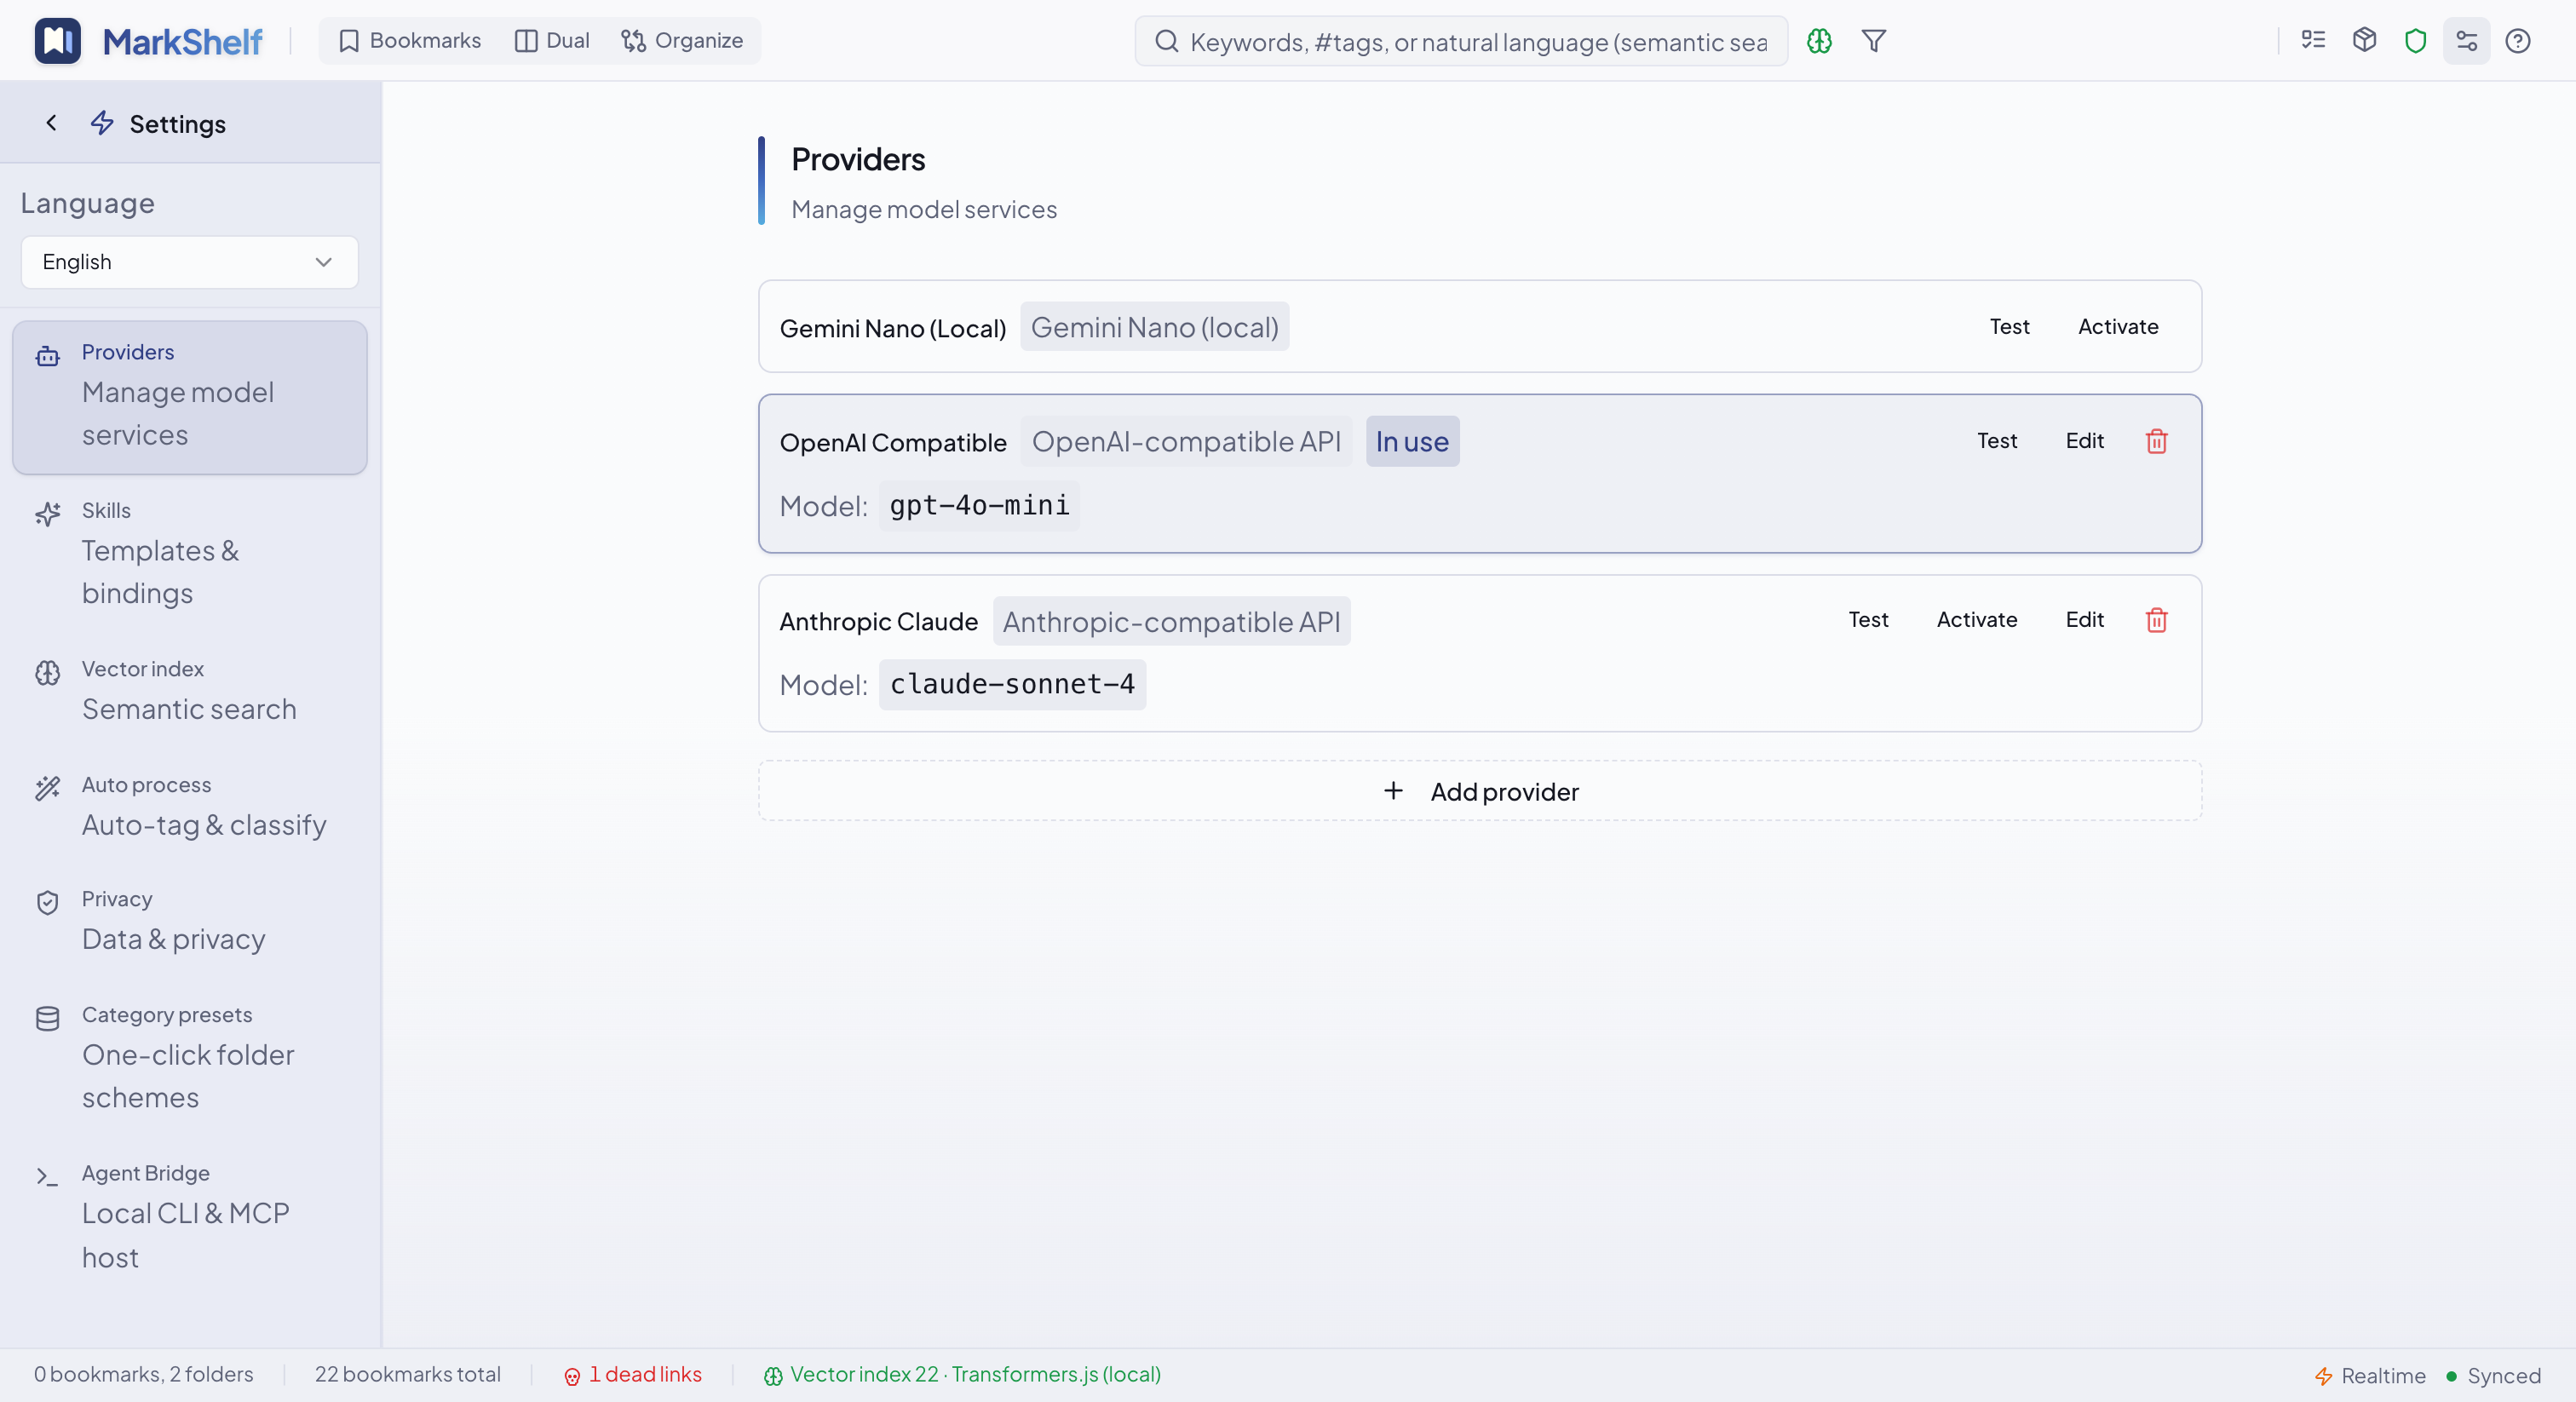 MarkShelf
Bookmarks
Dual
Organize
Keywords, #tags, or natural language (semantic sea
Settings
Language
English
Providers
Manage model
services
Skills
Templates &
bindings
Vector index
Semantic search
Auto process
Auto-tag & classify
Privacy
Data & privacy
Category presets
One-click folder
schemes
Agent Bridge
Local CLI & MCP
host
Providers
Manage model services
Gemini Nano (Local) Gemini Nano (local) Test Activate
OpenAI Compatible OpenAI-compatible API In use Test Edit
Model: gpt-4o-mini
Anthropic Claude Anthropic-compatible API Test Activate Edit
Model: claude-sonnet-4
+ Add provider
0 bookmarks, 2 folders
22 bookmarks total
1 dead links
Vector index 22 · Transformers.js (local)
Realtime
Synced